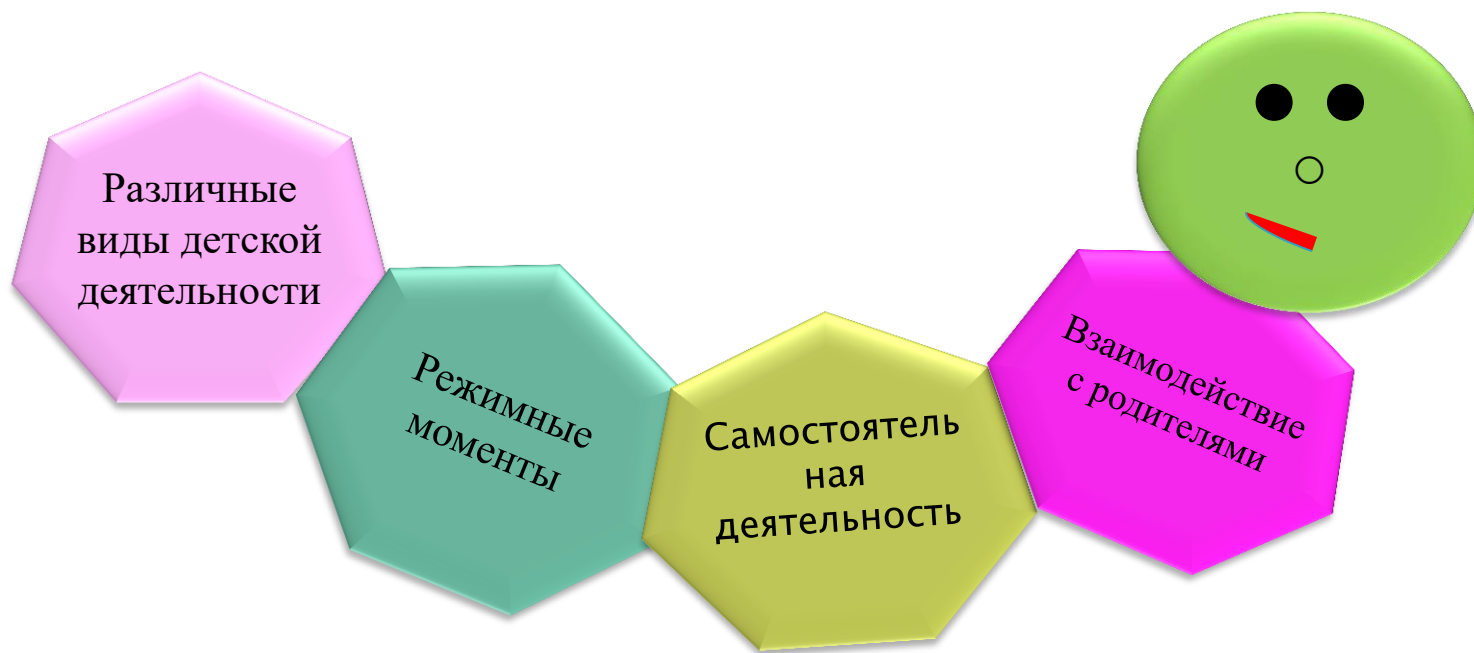 Различные
виды детской
деятельности
Режимные
моменты
Самостоятель
ная
деятельность
Взаимодействие
с родителями